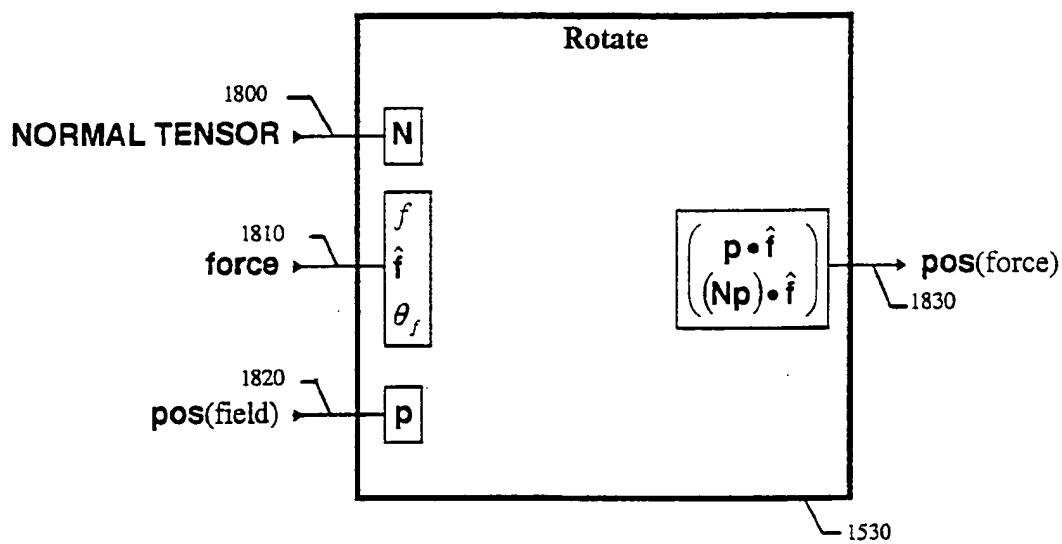 Rotate
1800
NORMAL TENSOR
N
f
1810
force
f̂
θ_f
p • f̂
(Np) • f̂
pos(force)
1830
1820
pos(field)
p
1530